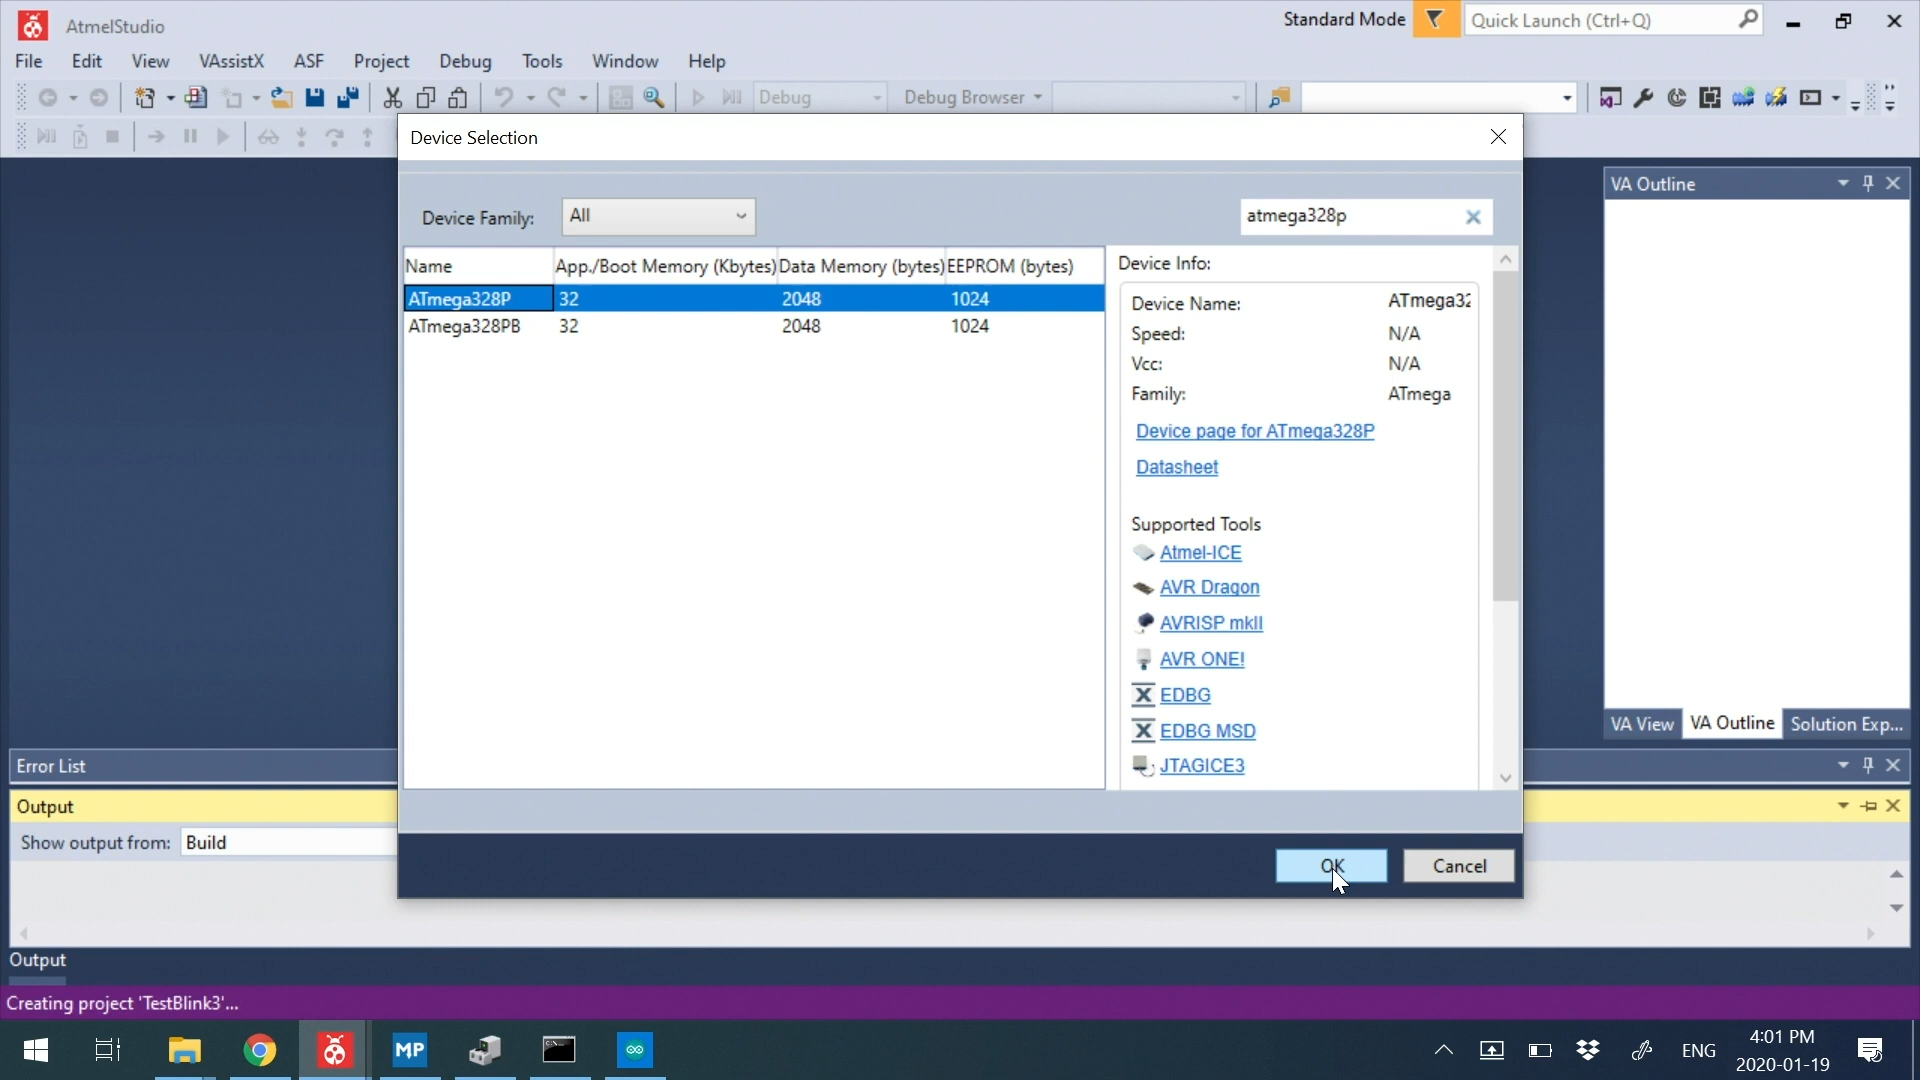 AtmelStudio
Standard Mode
Quick Launch (Ctrl+Q)
File Edit View VAssistX ASF Project Debug Tools Window Help
Debug
Debug Browser
Device Selection
Device Family: All
atmega328p
Name App./Boot Memory (Kbytes) Data Memory (bytes) EEPROM (bytes)
ATmega328P 32 2048 1024
ATmega328PB 32 2048 1024
Device Info:
Device Name: ATmega32
Speed: N/A
Vcc: N/A
Family: ATmega
Device page for ATmega328P
Datasheet
Supported Tools
Atmel-ICE
AVR Dragon
AVRISP mkII
AVR ONE!
EDBG
EDBG MSD
JTAGICE3
OK
Cancel
VA Outline
VA View VA Outline Solution Exp...
Error List
Output
Show output from: Build
Output
Creating project 'TestBlink3'...
MP
ENG
4:01 PM
2020-01-19